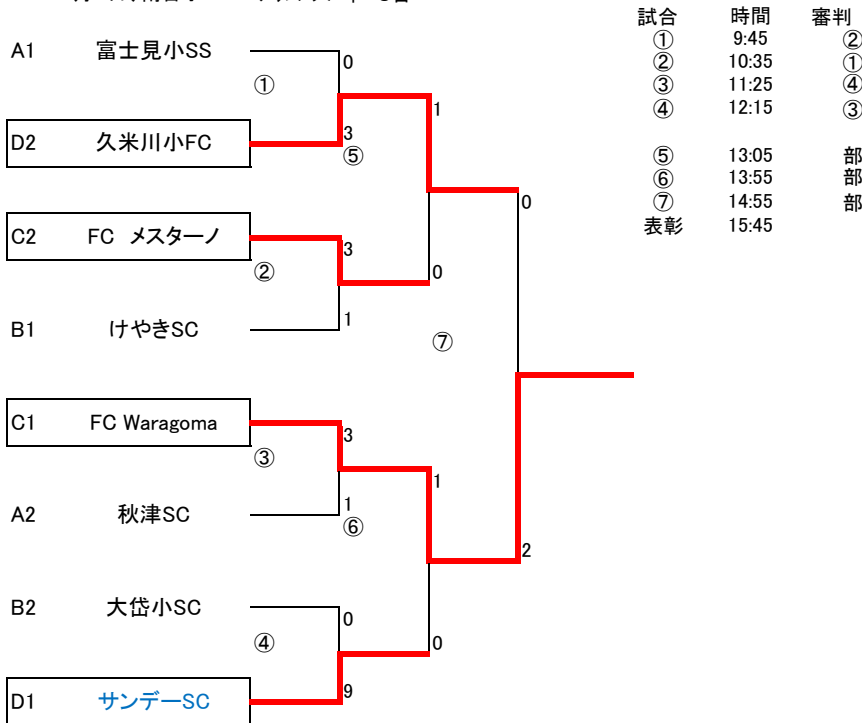 試合 時間 審判
① 9:45 ②
② 10:35 ①
③ 11:25 ④
④ 12:15 ③
⑤ 13:05 部
⑥ 13:55 部
⑦ 14:55 部
表彰 15:45
A1 富士見小SS
0
①
1
D2 久米川小FC
3
⑤
0
C2 FC メスターノ
3
②
0
1
B1 けやきSC
⑦
C1 FC Waragoma
3
③
1
A2 秋津SC
1
⑥
2
B2 大岱小SC
0
④
0
D1 サンデーSC
9